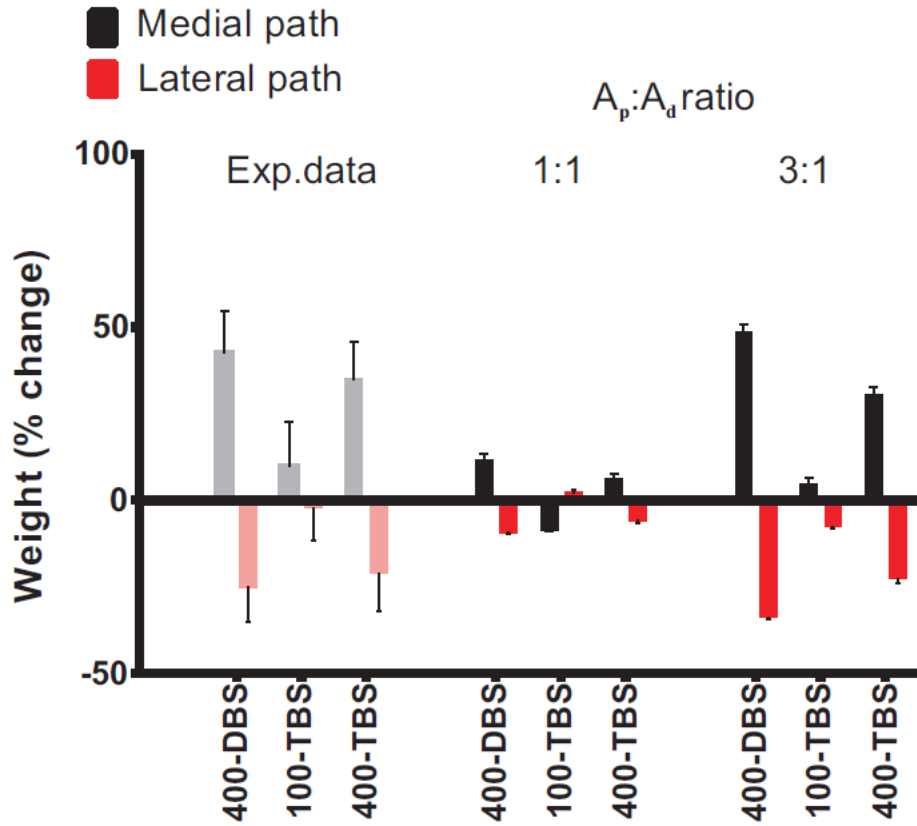 Medial path
Lateral path
Ap:Ad ratio
Exp.data 1:1 3:1
Weight (% change)
100
50
0
-50
400-DBS
100-TBS
400-TBS
400-DBS
100-TBS
400-TBS
400-DBS
100-TBS
400-TBS